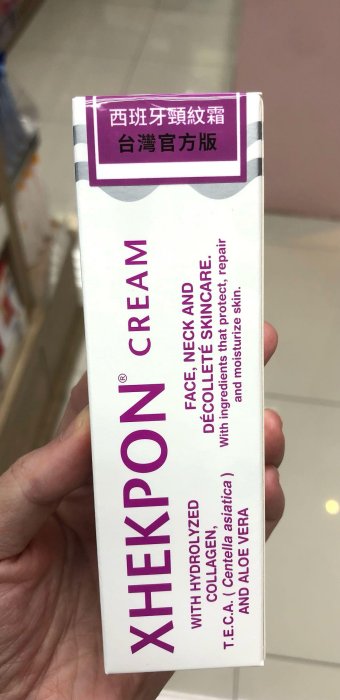 西班牙頸紋霜
台灣官方版
XHEKPON® CREAM
FACE, NECK AND
DÉCOLLETÉ SKINCARE.
With ingredients that protect, repair
and moisturize skin.
WITH HYDROLYZED
COLLAGEN,
T.E.C.A. ( Centella asiatica )
AND ALOE VERA